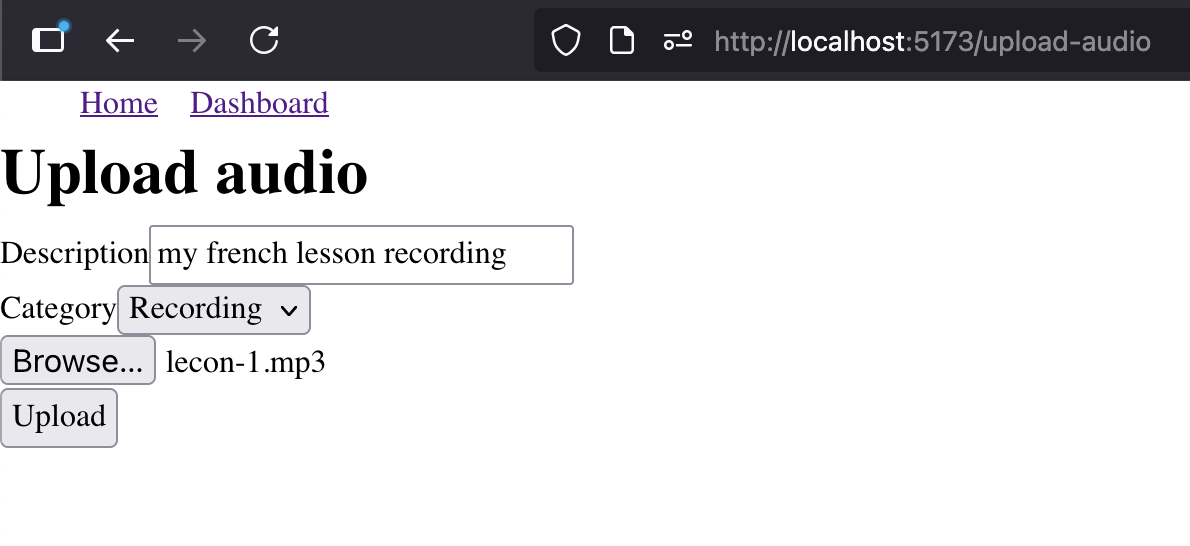 http://localhost:5173/upload-audio
Home Dashboard
Upload audio
Description my french lesson recording
Category Recording
Browse... lecon-1.mp3
Upload